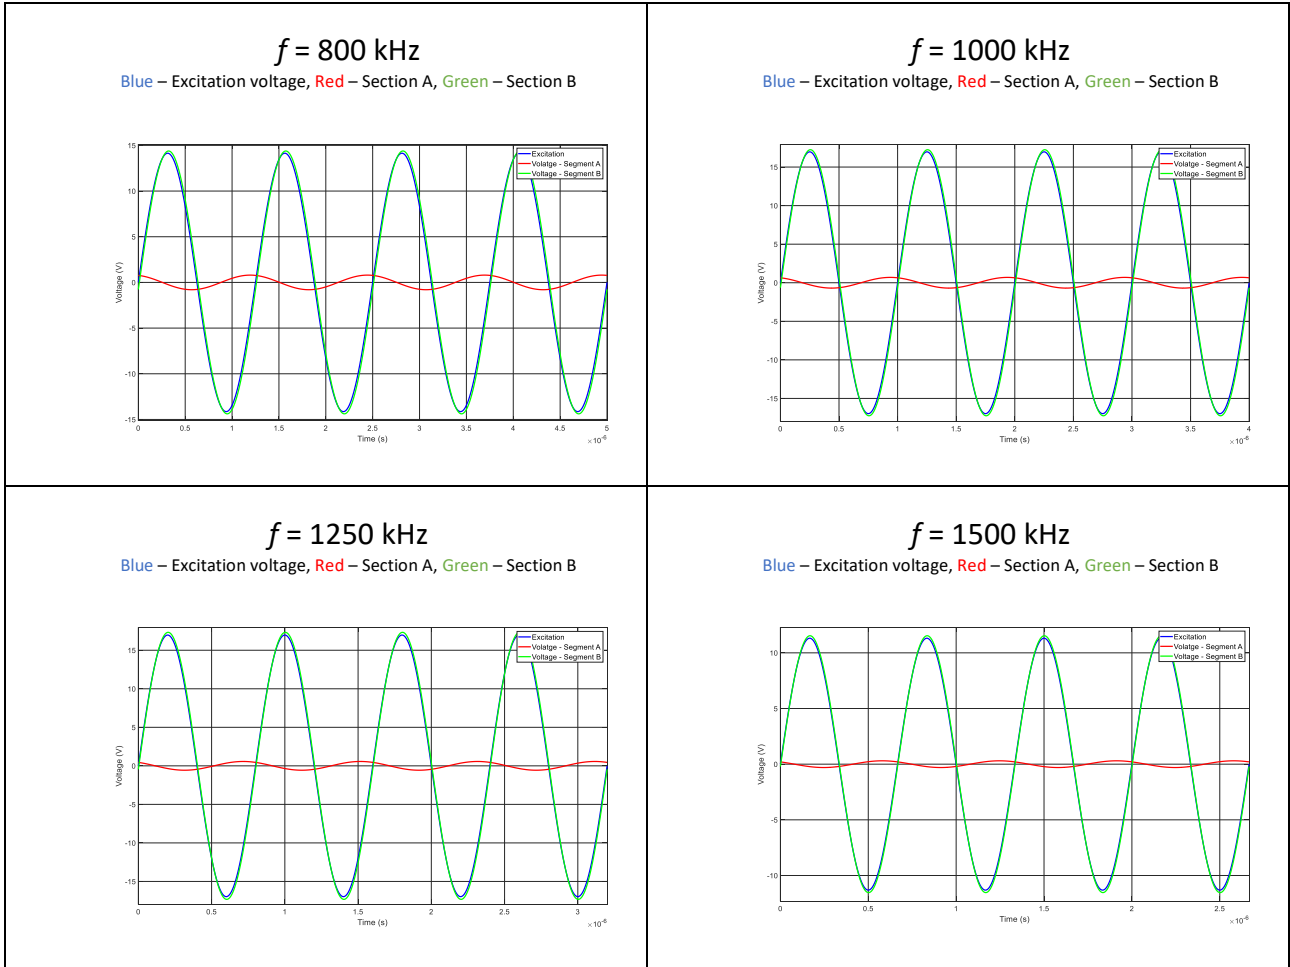 f = 800 kHz
Blue – Excitation voltage, Red – Section A, Green – Section B
Excitation
Volatge - Segment A
Voltage - Segment B
15
10
5
0
-5
-10
-15
Voltage (V)
0 0.5 1 1.5 2 2.5 3 3.5 4 4.5 5
Time (s)
×10-6
f = 1000 kHz
Blue – Excitation voltage, Red – Section A, Green – Section B
Excitation
Volatge - Segment A
Voltage - Segment B
15
10
5
0
-5
-10
-15
Voltage (V)
0 0.5 1 1.5 2 2.5 3 3.5 4
Time (s)
×10-6
f = 1250 kHz
Blue – Excitation voltage, Red – Section A, Green – Section B
Excitation
Volatge - Segment A
Voltage - Segment B
15
10
5
0
-5
-10
-15
Voltage (V)
0 0.5 1 1.5 2 2.5 3
Time (s)
×10-6
f = 1500 kHz
Blue – Excitation voltage, Red – Section A, Green – Section B
Excitation
Volatge - Segment A
Voltage - Segment B
10
5
0
-5
-10
Voltage (V)
0 0.5 1 1.5 2 2.5
Time (s)
×10-6